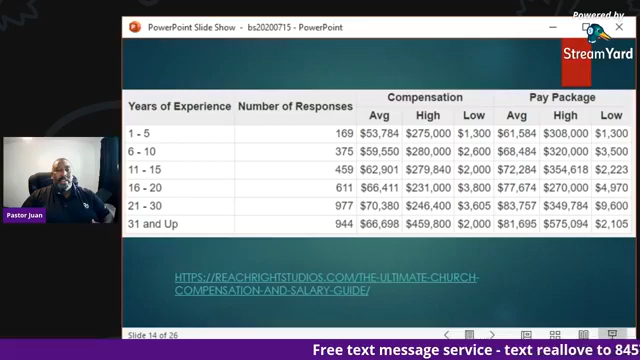 Powered by
StreamYard
PowerPoint Slide Show - bs20200715 - PowerPoint
Years of Experience Number of Responses Compensation Pay Package
Avg High Low Avg High Low
1 - 5 169 $53,784 $275,000 $1,300 $61,584 $308,000 $1,300
6 - 10 375 $59,550 $280,000 $2,600 $68,484 $320,000 $3,500
11 - 15 459 $62,901 $279,840 $2,000 $72,284 $354,618 $2,223
16 - 20 611 $66,411 $231,000 $3,800 $77,674 $270,000 $4,970
21 - 30 977 $70,380 $246,400 $3,605 $83,757 $349,784 $9,600
31 and Up 944 $66,698 $459,800 $2,000 $81,695 $575,094 $2,105
Pastor Juan
HTTPS://REACHRIGHTSTUDIOS.COM/THE-ULTIMATE-CHURCH-
COMPENSATION-AND-SALARY-GUIDE/
Slide 14 of 26
Free text message service - text reallove to 845